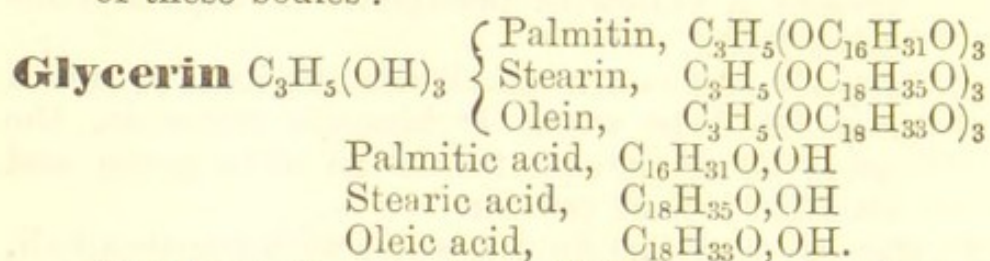 of these bodies :
Palmitin, C₃H₅(OC₁₆H₃₁O)₃
Glycerin C₃H₅(OH)₃ { Stearin, C₃H₅(OC₁₈H₃₅O)₃
Olein, C₃H₅(OC₁₈H₃₃O)₃
Palmitic acid, C₁₆H₃₁O,OH
Stearic acid, C₁₈H₃₅O,OH
Oleic acid, C₁₈H₃₃O,OH.